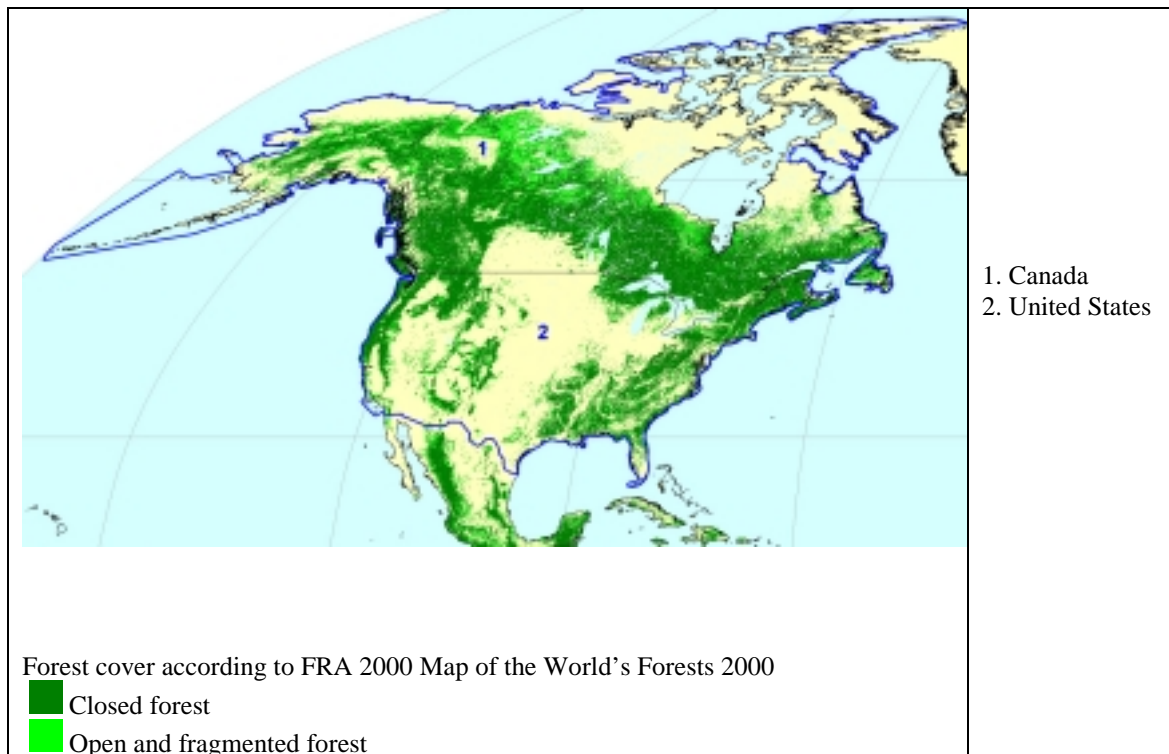 1
2
1. Canada
2. United States
Forest cover according to FRA 2000 Map of the World's Forests 2000
Closed forest
Open and fragmented forest